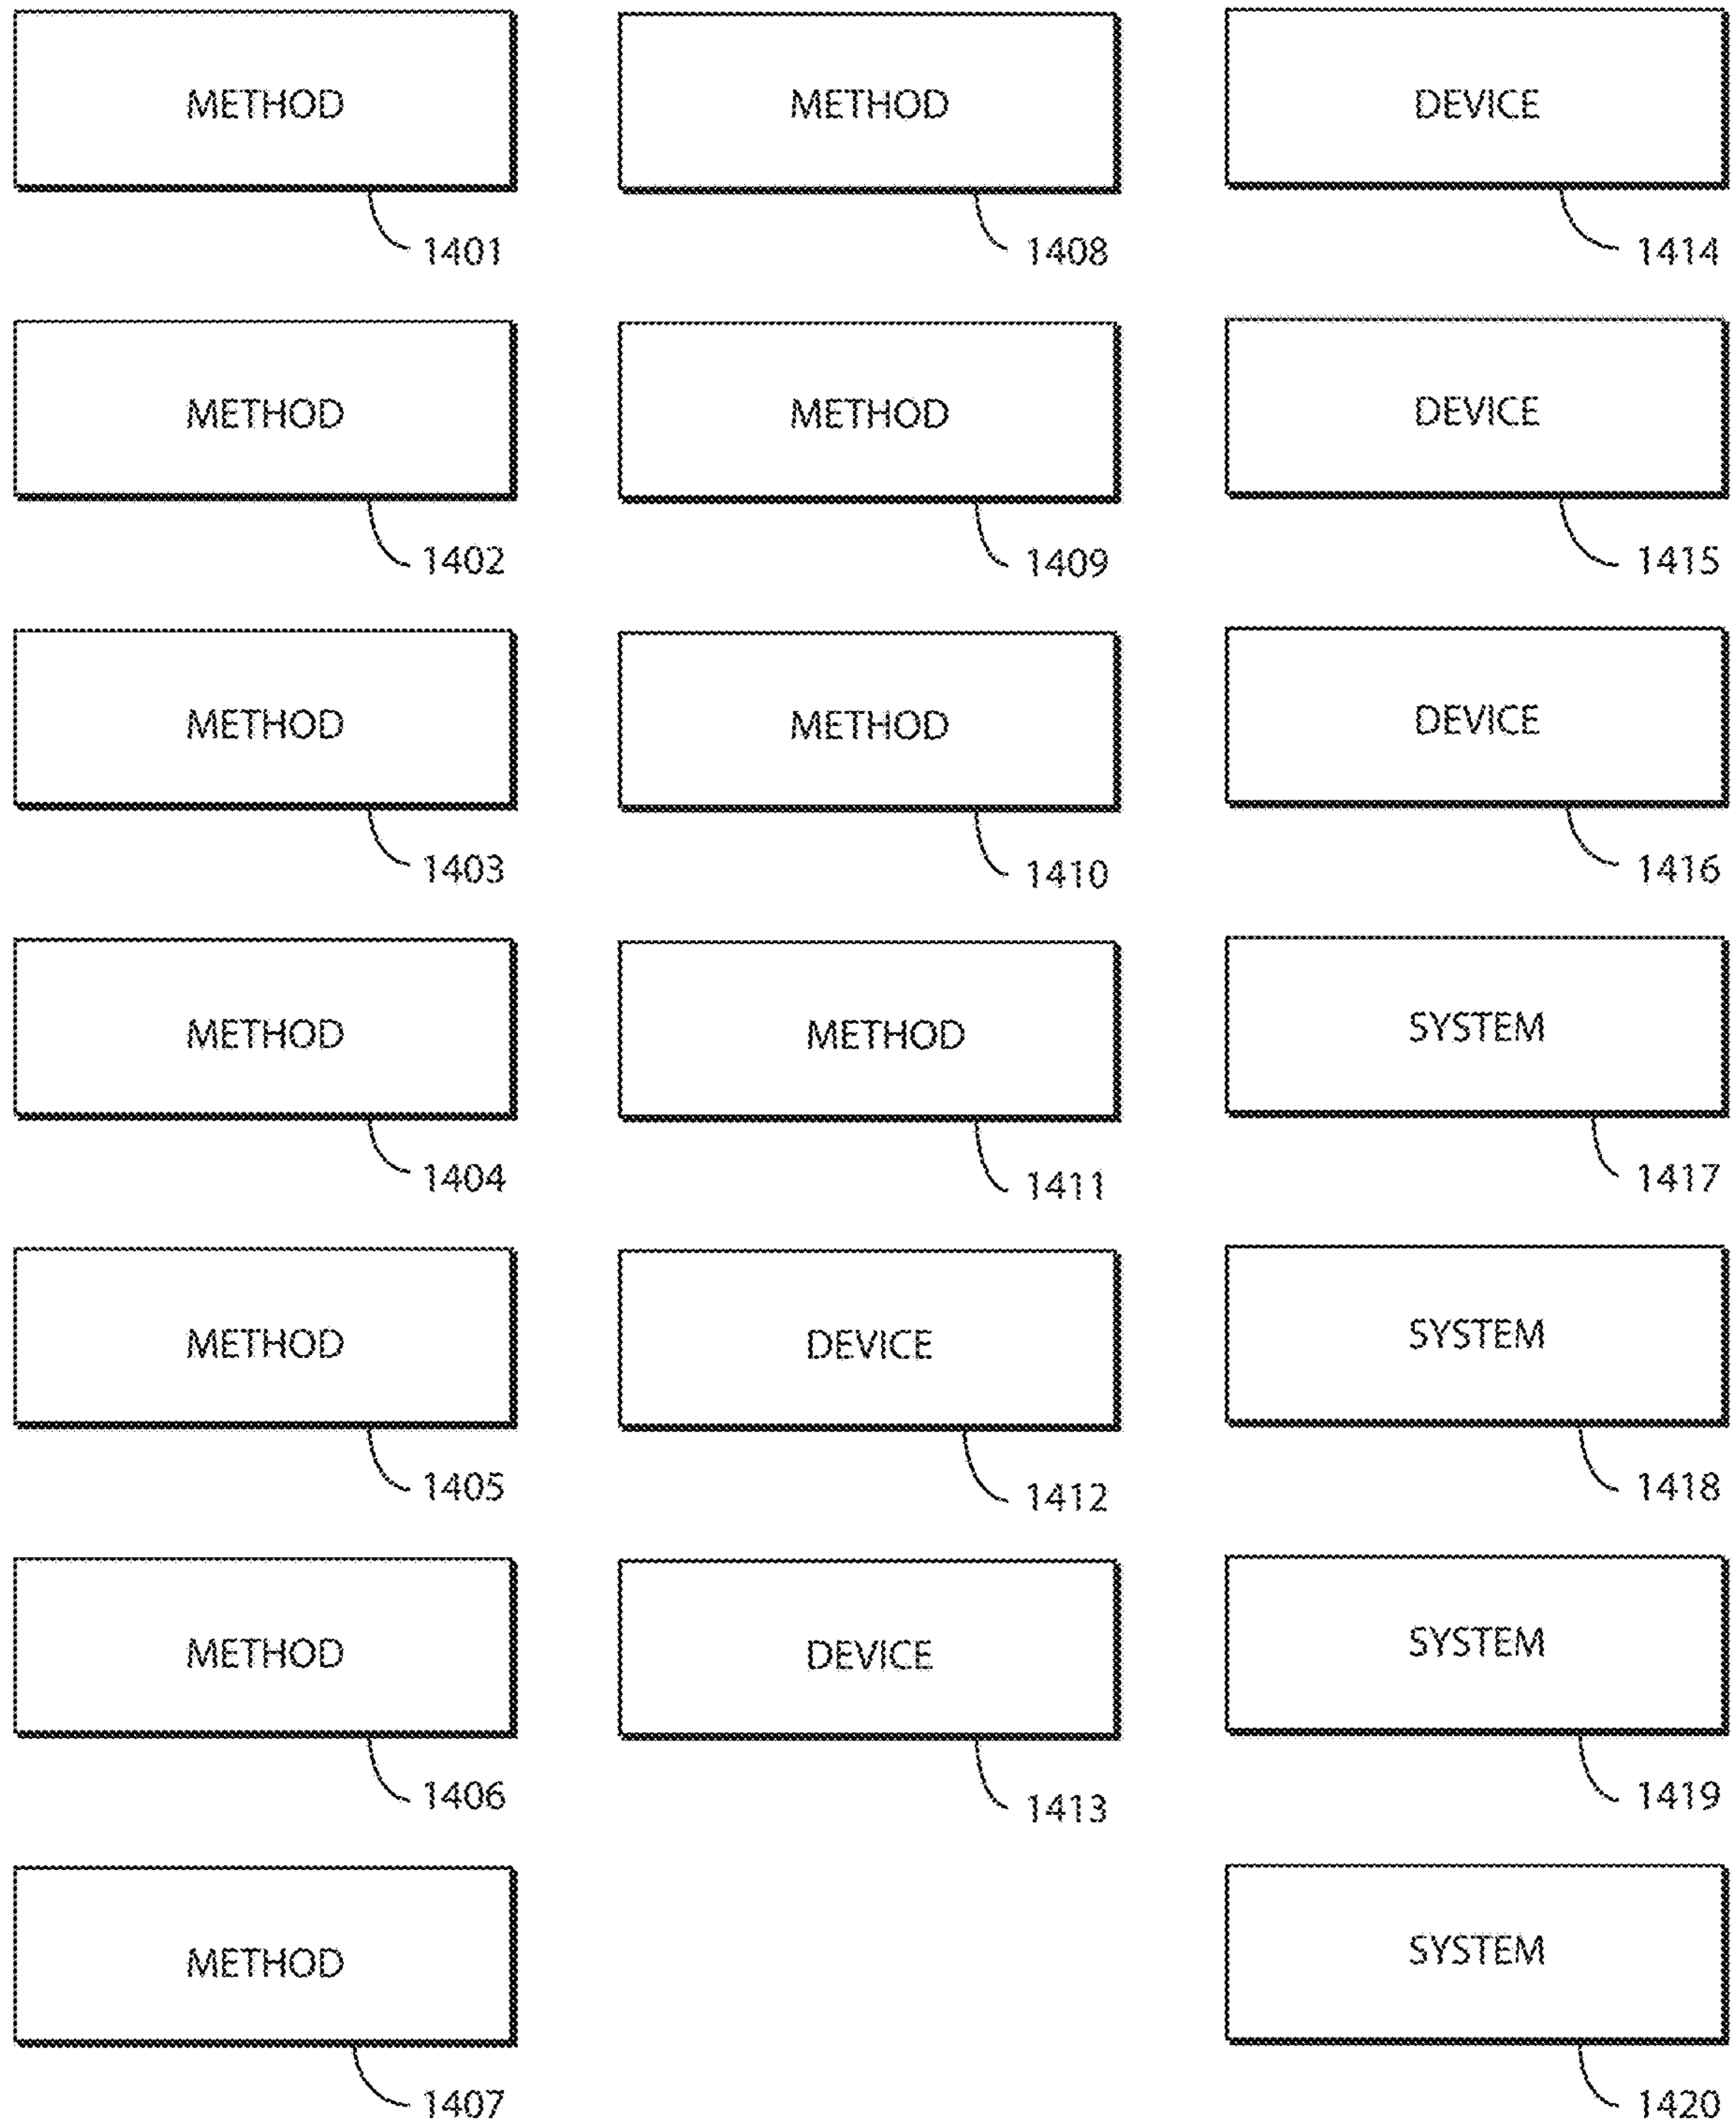 METHOD
1401
METHOD
1402
METHOD
1403
METHOD
1404
METHOD
1405
METHOD
1406
METHOD
1407
METHOD
1408
METHOD
1409
METHOD
1410
METHOD
1411
DEVICE
1412
DEVICE
1413
DEVICE
1414
DEVICE
1415
DEVICE
1416
SYSTEM
1417
SYSTEM
1418
SYSTEM
1419
SYSTEM
1420